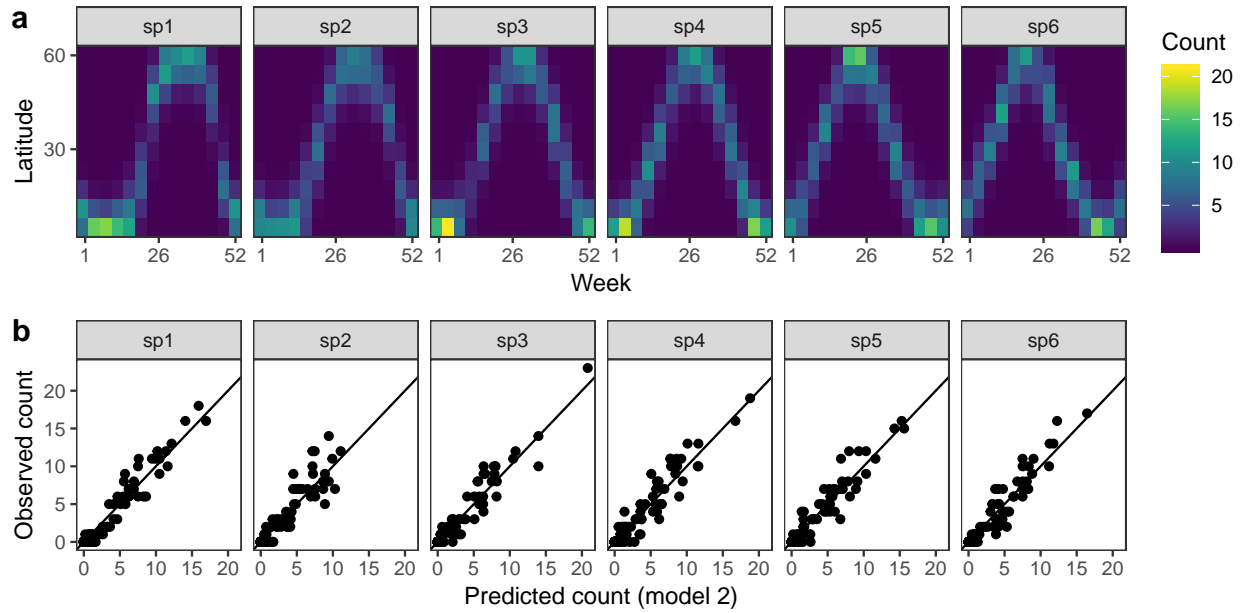 a
sp1 sp2 sp3 sp4 sp5 sp6
Latitude
60
30
1 26 52 1 26 52 1 26 52 1 26 52 1 26 52 1 26 52
Week
Count
20
15
10
5
b
sp1 sp2 sp3 sp4 sp5 sp6
Observed count
20
15
10
5
0
0 5 10 15 20 0 5 10 15 20 0 5 10 15 20 0 5 10 15 20 0 5 10 15 20 0 5 10 15 20
Predicted count (model 2)